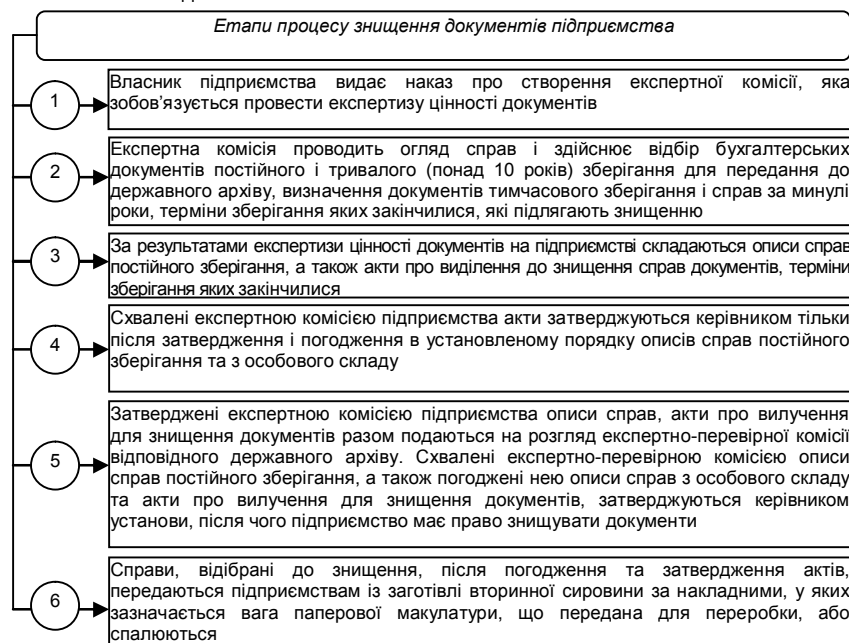 Етапи процесу знищення документів підприємства
1
Власник підприємства видає наказ про створення експертної комісії, яка
зобов’язується провести експертизу цінності документів
2
Експертна комісія проводить огляд справ і здійснює відбір бухгалтерських
документів постійного і тривалого (понад 10 років) зберігання для передання до
державного архіву, визначення документів тимчасового зберігання і справ за минулі
роки, терміни зберігання яких закінчилися, які підлягають знищенню
3
За результатами експертизи цінності документів на підприємстві складаються описи справ
постійного зберігання, а також акти про виділення до знищення справ документів, терміни
зберігання яких закінчилися
4
Схвалені експертною комісією підприємства акти затверджуються керівником тільки
після затвердження і погодження в установленому порядку описів справ постійного
зберігання та з особового складу
5
Затверджені експертною комісією підприємства описи справ, акти про вилучення
для знищення документів разом подаються на розгляд експертно-перевірної комісії
відповідного державного архіву. Схвалені експертно-перевірною комісією описи
справ постійного зберігання, а також погоджені нею описи справ з особового складу
та акти про вилучення для знищення документів, затверджуються керівником
установи, після чого підприємство має право знищувати документи
6
Справи, відібрані до знищення, після погодження та затвердження актів,
передаються підприємствам із заготівлі вторинної сировини за накладними, у яких
зазначається вага паперової макулатури, що передана для переробки, або
спалюються